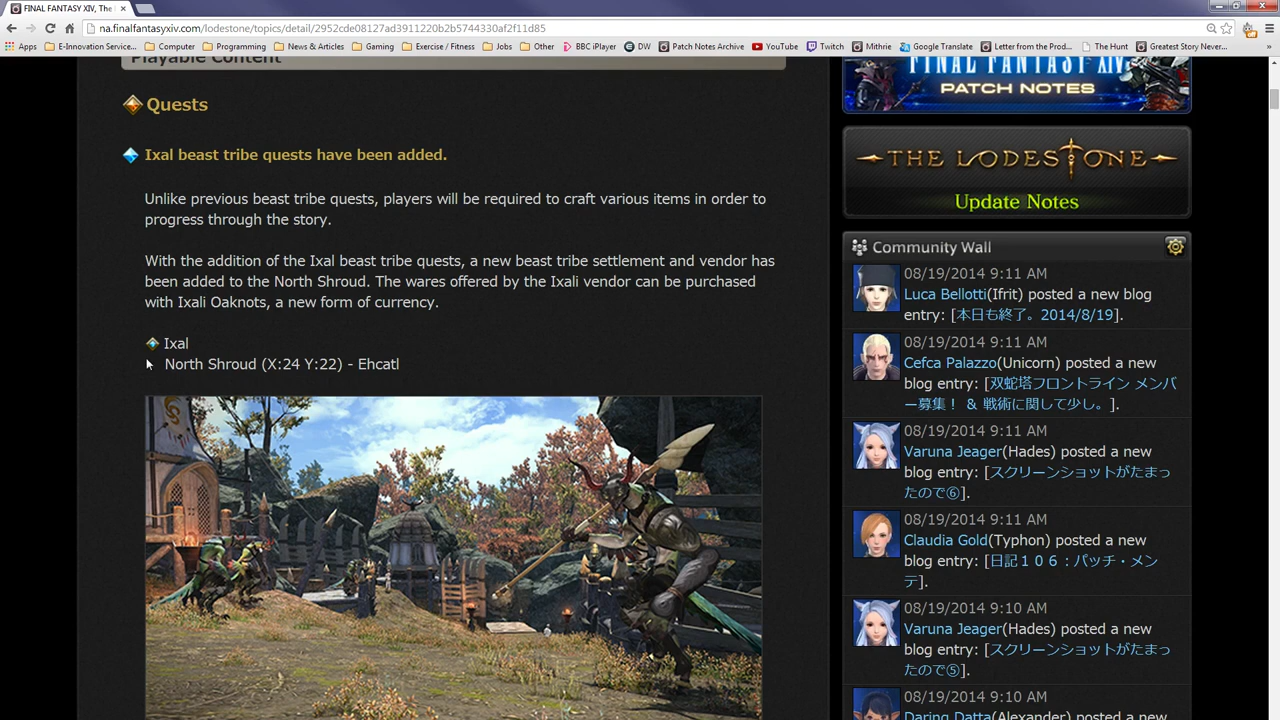 FINAL FANTASY XIV, The
na.finalfantasyxiv.com/lodestone/topics/detail/2952cde08127ad3911220b2b5744330af2f11d85
Apps E-Innovation Service... Computer Programming News & Articles Gaming Exercise / Fitness Jobs Other BBC iPlayer DW Patch Notes Archive YouTube Twitch Mithrie Google Translate Letter from the Prod... The Hunt Greatest Story Never... »
Playable Content
Quests
Ixal beast tribe quests have been added.
Unlike previous beast tribe quests, players will be required to craft various items in order to
progress through the story.
With the addition of the Ixal beast tribe quests, a new beast tribe settlement and vendor has
been added to the North Shroud. The wares offered by the Ixali vendor can be purchased
with Ixali Oaknots, a new form of currency.
Ixal
North Shroud (X:24 Y:22) - Ehcatl
FINAL FANTASY XIV
PATCH NOTES
THE LODESTONE
Update Notes
Community Wall
08/19/2014 9:11 AM
Luca Bellotti(Ifrit) posted a new blog
entry: [本日も終了。2014/8/19].
08/19/2014 9:11 AM
Cefca Palazzo(Unicorn) posted a new
blog entry: [双蛇塔フロントライン メンバ
ー募集！ ＆ 戦術に関して少し。].
08/19/2014 9:11 AM
Varuna Jeager(Hades) posted a new
blog entry: [スクリーンショットがたまっ
たので⑥].
08/19/2014 9:11 AM
Claudia Gold(Typhon) posted a new
blog entry: [日記１０６：パッチ・メン
テ].
08/19/2014 9:10 AM
Varuna Jeager(Hades) posted a new
blog entry: [スクリーンショットがたまっ
たので⑤].
08/19/2014 9:10 AM
Daring Datta(Alexander) posted a new